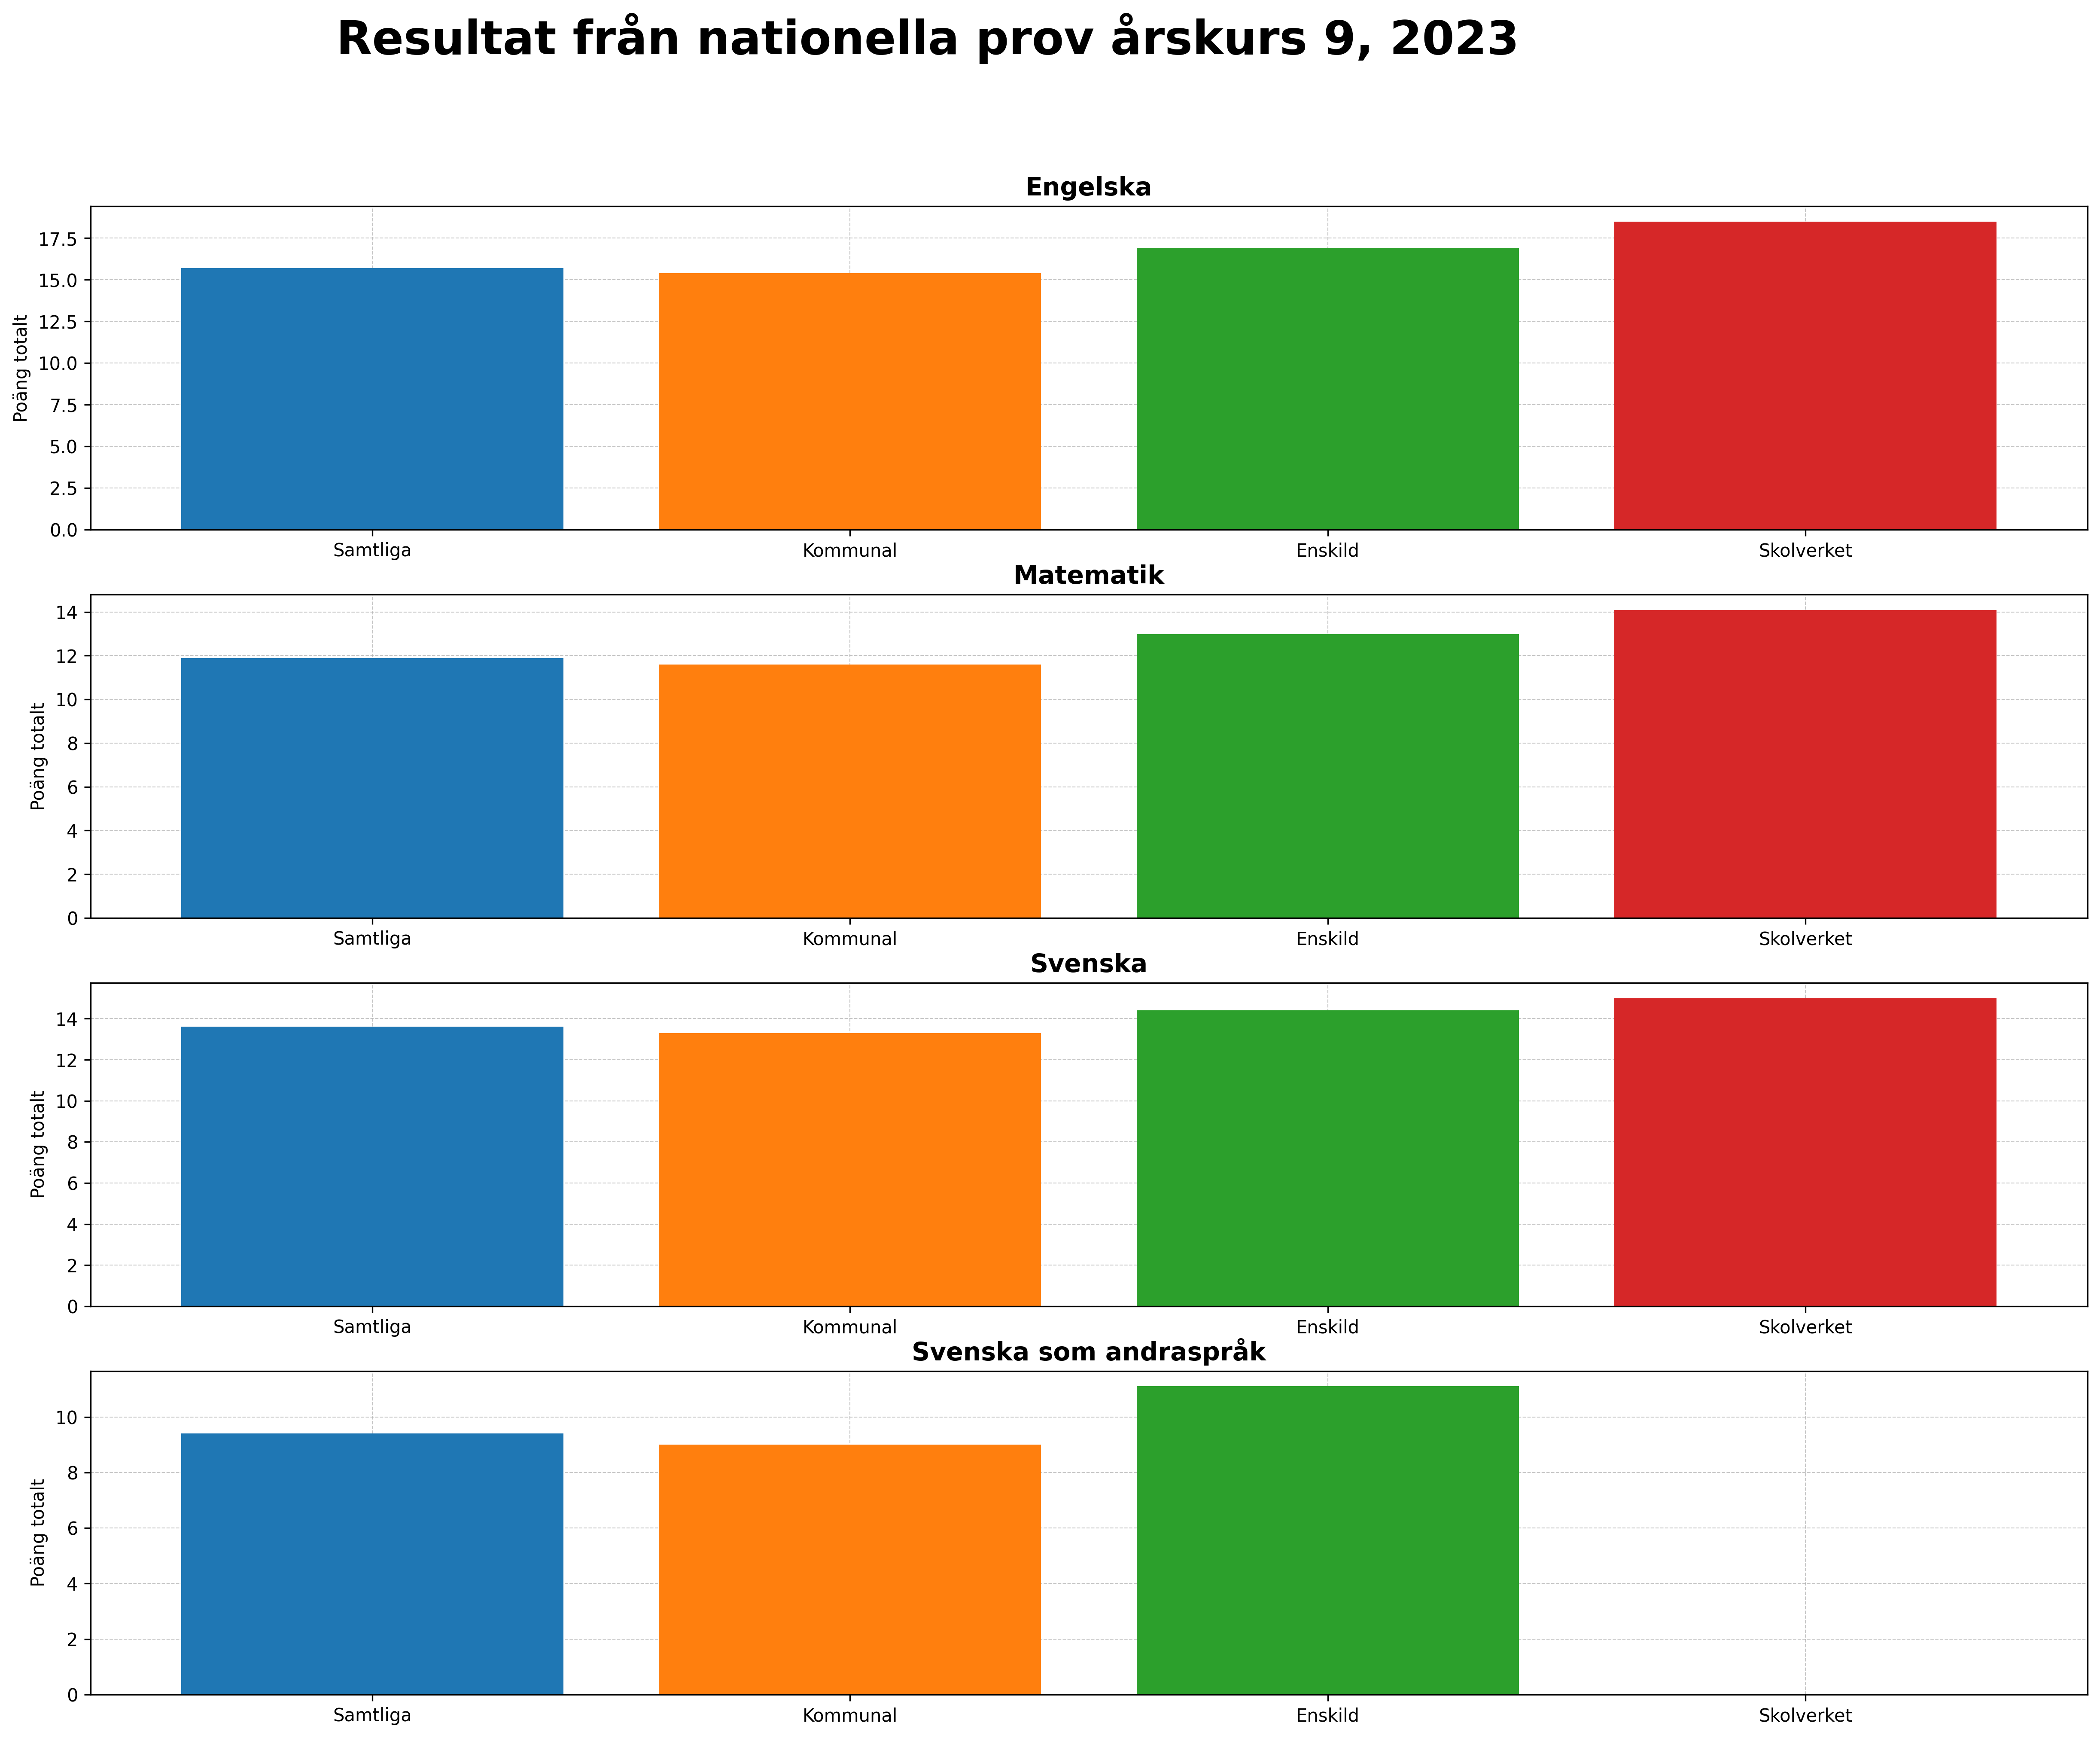 Resultat från nationella prov årskurs 9, 2023
Engelska
Poäng totalt
17.5
15.0
12.5
10.0
7.5
5.0
2.5
0.0
Samtliga Kommunal Enskild Skolverket
Matematik
Poäng totalt
14
12
10
8
6
4
2
0
Samtliga Kommunal Enskild Skolverket
Svenska
Poäng totalt
14
12
10
8
6
4
2
0
Samtliga Kommunal Enskild Skolverket
Svenska som andraspråk
Poäng totalt
10
8
6
4
2
0
Samtliga Kommunal Enskild Skolverket